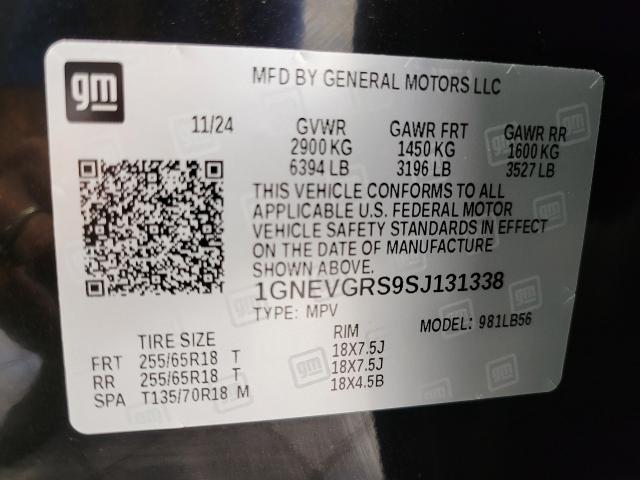 gm
MFD BY GENERAL MOTORS LLC
11/24 GVWR GAWR FRT GAWR RR
2900 KG 1450 KG 1600 KG
6394 LB 3196 LB 3527 LB
THIS VEHICLE CONFORMS TO ALL
APPLICABLE U.S. FEDERAL MOTOR
VEHICLE SAFETY STANDARDS IN EFFECT
ON THE DATE OF MANUFACTURE
SHOWN ABOVE.
1GNEVGRS9SJ131338
TYPE: MPV MODEL: 981LB56
TIRE SIZE RIM
FRT 255/65R18 T 18X7.5J
RR 255/65R18 T 18X7.5J
SPA T135/70R18 M 18X4.5B